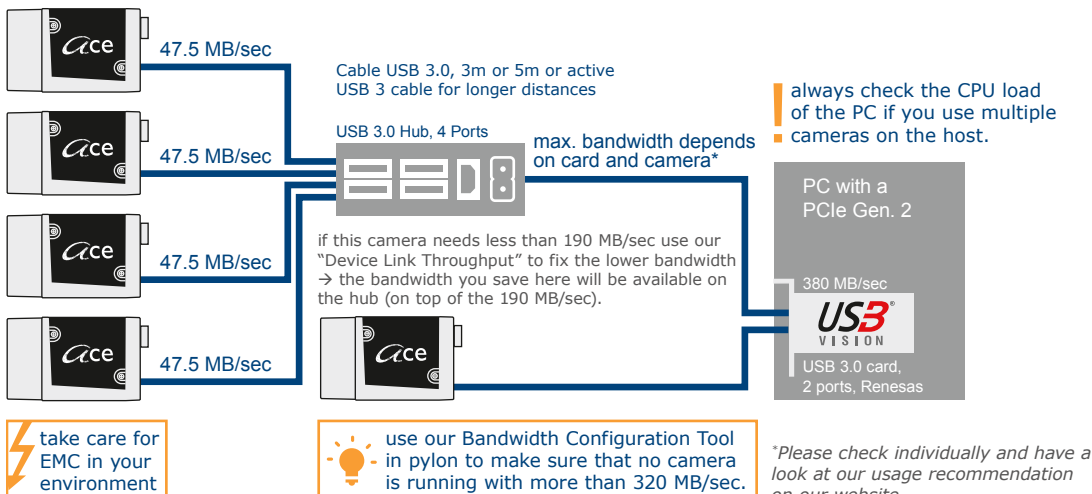 ace
47.5 MB/sec
Cable USB 3.0, 3m or 5m or active
USB 3 cable for longer distances
! always check the CPU load
of the PC if you use multiple
cameras on the host.
ace
47.5 MB/sec
USB 3.0 Hub, 4 Ports
max. bandwidth depends
on card and camera*
PC with a
PCIe Gen. 2
ace
47.5 MB/sec
if this camera needs less than 190 MB/sec use our
“Device Link Throughput” to fix the lower bandwidth
→ the bandwidth you save here will be available on
the hub (on top of the 190 MB/sec).
380 MB/sec
USB®
VISION
USB 3.0 card,
2 ports, Renesas
ace
47.5 MB/sec
ace
take care for
EMC in your
environment
use our Bandwidth Configuration Tool
in pylon to make sure that no camera
is running with more than 320 MB/sec.
*Please check individually and have a
look at our usage recommendation
on our website